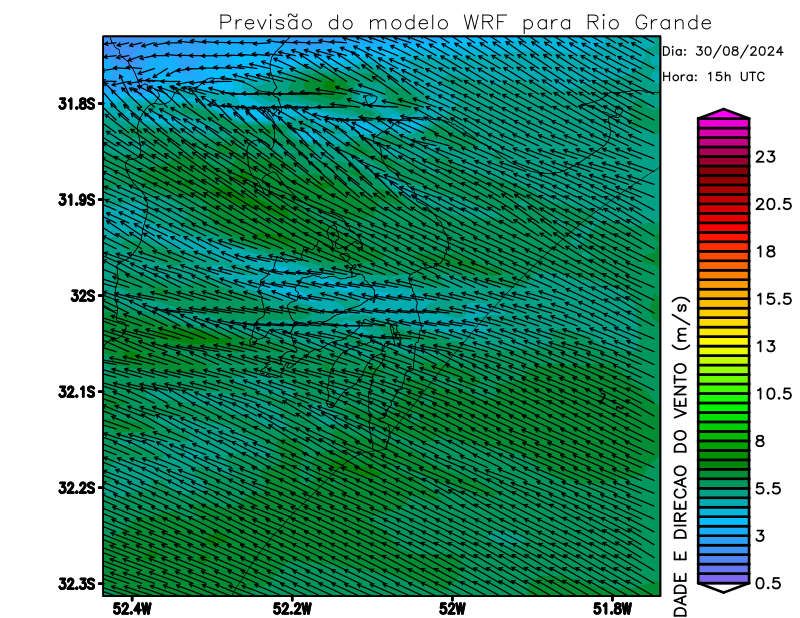 Previsão do modelo WRF para Rio Grande
Dia: 30/08/2024
Hora: 15h UTC
31.8S
31.9S
32S
32.1S
32.2S
32.3S
52.4W
52.2W
52W
51.8W
23
20.5
18
15.5
13
10.5
8
5.5
3
0.5
DADE E DIRECAO DO VENTO (m/s)